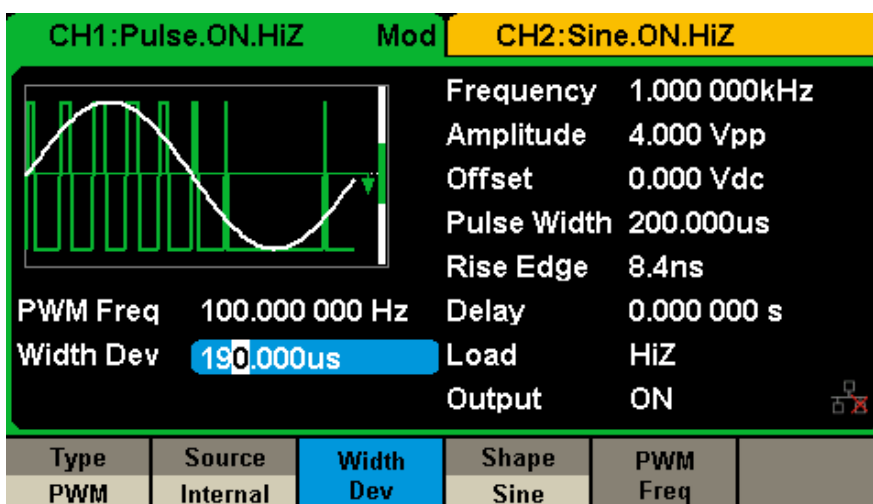 CH1:Pulse.ON.HiZ Mod CH2:Sine.ON.HiZ
Frequency 1.000 000kHz
Amplitude 4.000 Vpp
Offset 0.000 Vdc
Pulse Width 200.000us
Rise Edge 8.4ns
PWM Freq 100.000 000 Hz Delay 0.000 000 s
Width Dev 190.000us Load HiZ
Output ON
Type Source Width Shape PWM
PWM Internal Dev Sine Freq